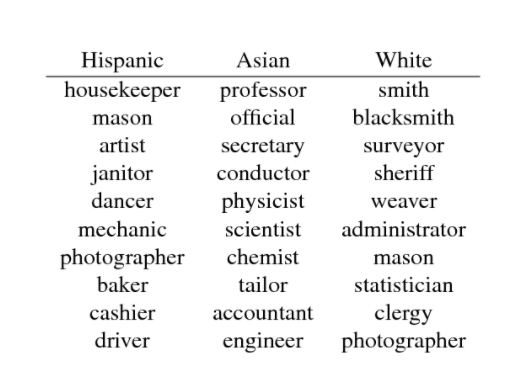 Hispanic Asian White
housekeeper professor smith
mason official blacksmith
artist secretary surveyor
janitor conductor sheriff
dancer physicist weaver
mechanic scientist administrator
photographer chemist mason
baker tailor statistician
cashier accountant clergy
driver engineer photographer